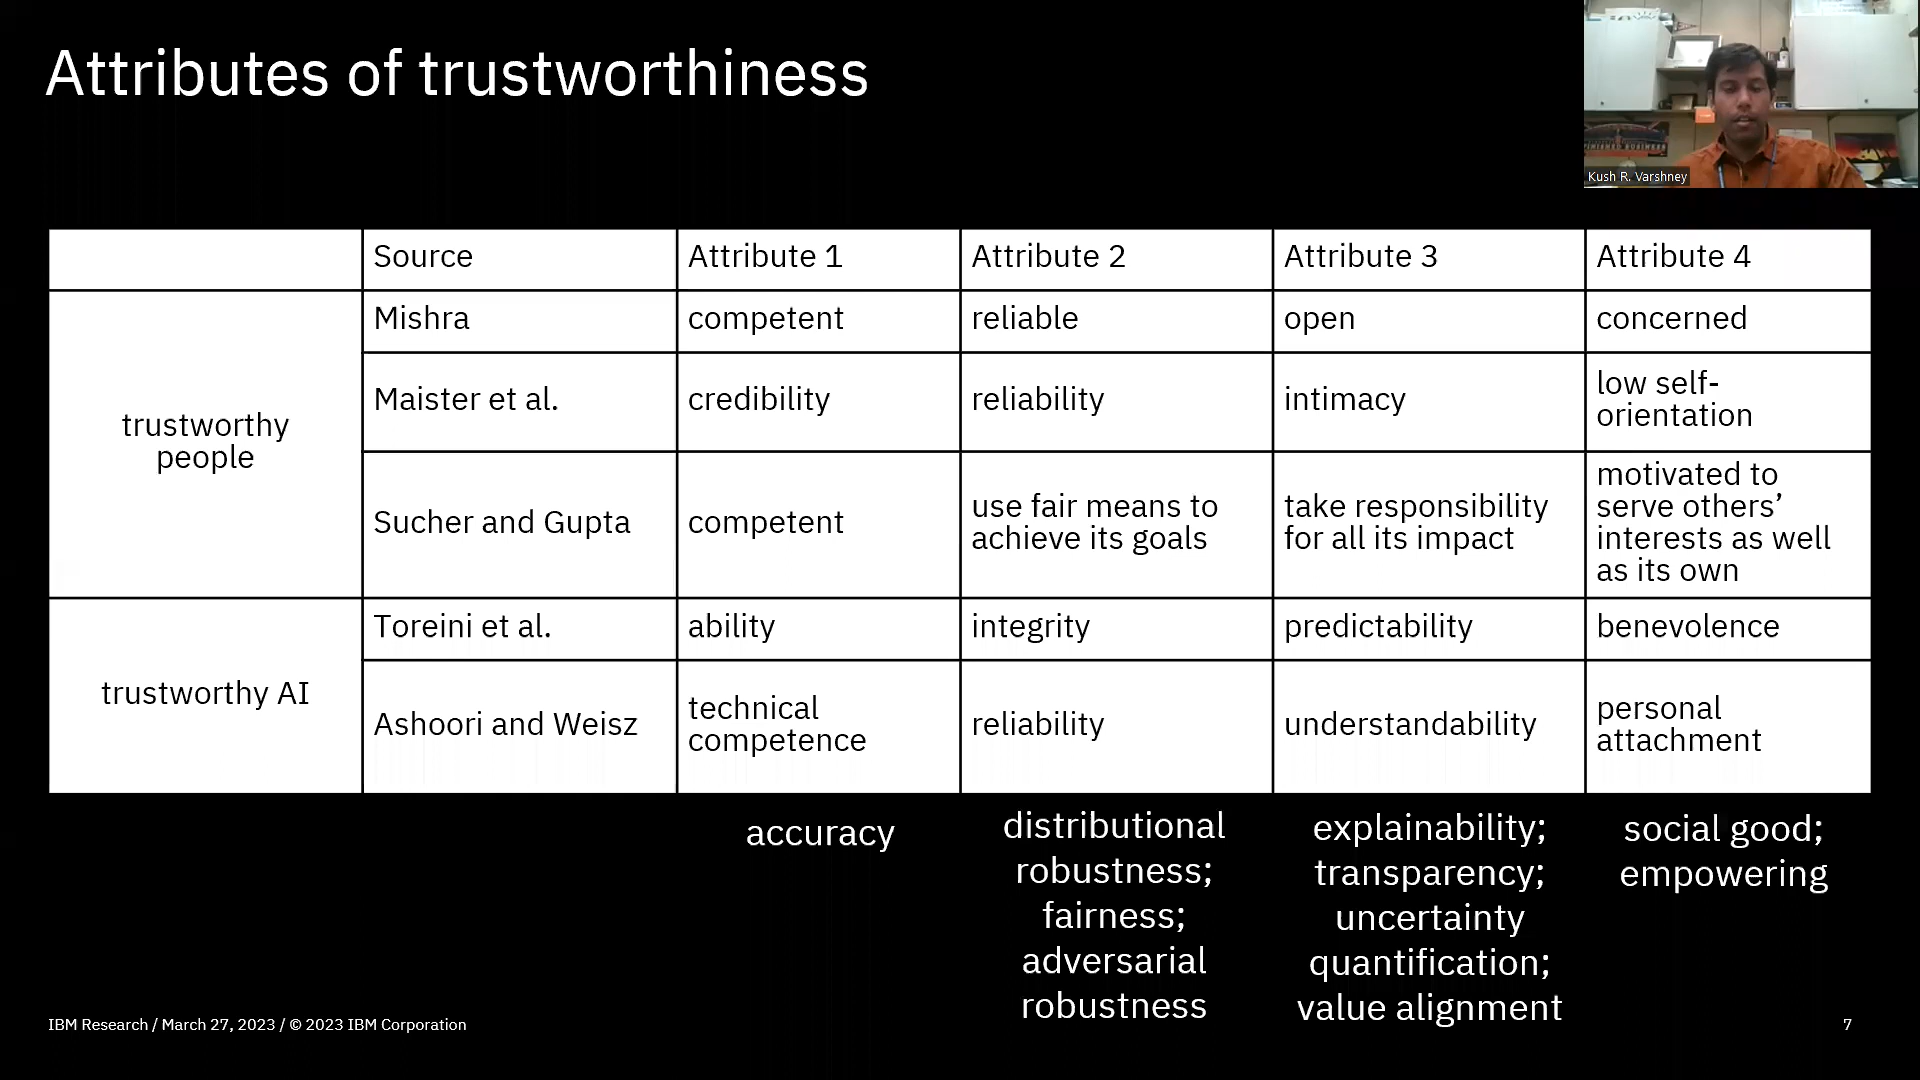 Attributes of trustworthiness
Kush R. Varshney
Source
Attribute 1
Attribute 2
Attribute 3
Attribute 4
trustworthy
people
Mishra
competent
reliable
open
concerned
Maister et al.
credibility
reliability
intimacy
low self-
orientation
Sucher and Gupta
competent
use fair means to
achieve its goals
take responsibility
for all its impact
motivated to
serve others’
interests as well
as its own
trustworthy AI
Toreini et al.
ability
integrity
predictability
benevolence
Ashoori and Weisz
technical
competence
reliability
understandability
personal
attachment
accuracy
distributional
robustness;
fairness;
adversarial
robustness
explainability;
transparency;
uncertainty
quantification;
value alignment
social good;
empowering
IBM Research / March 27, 2023 / © 2023 IBM Corporation
7